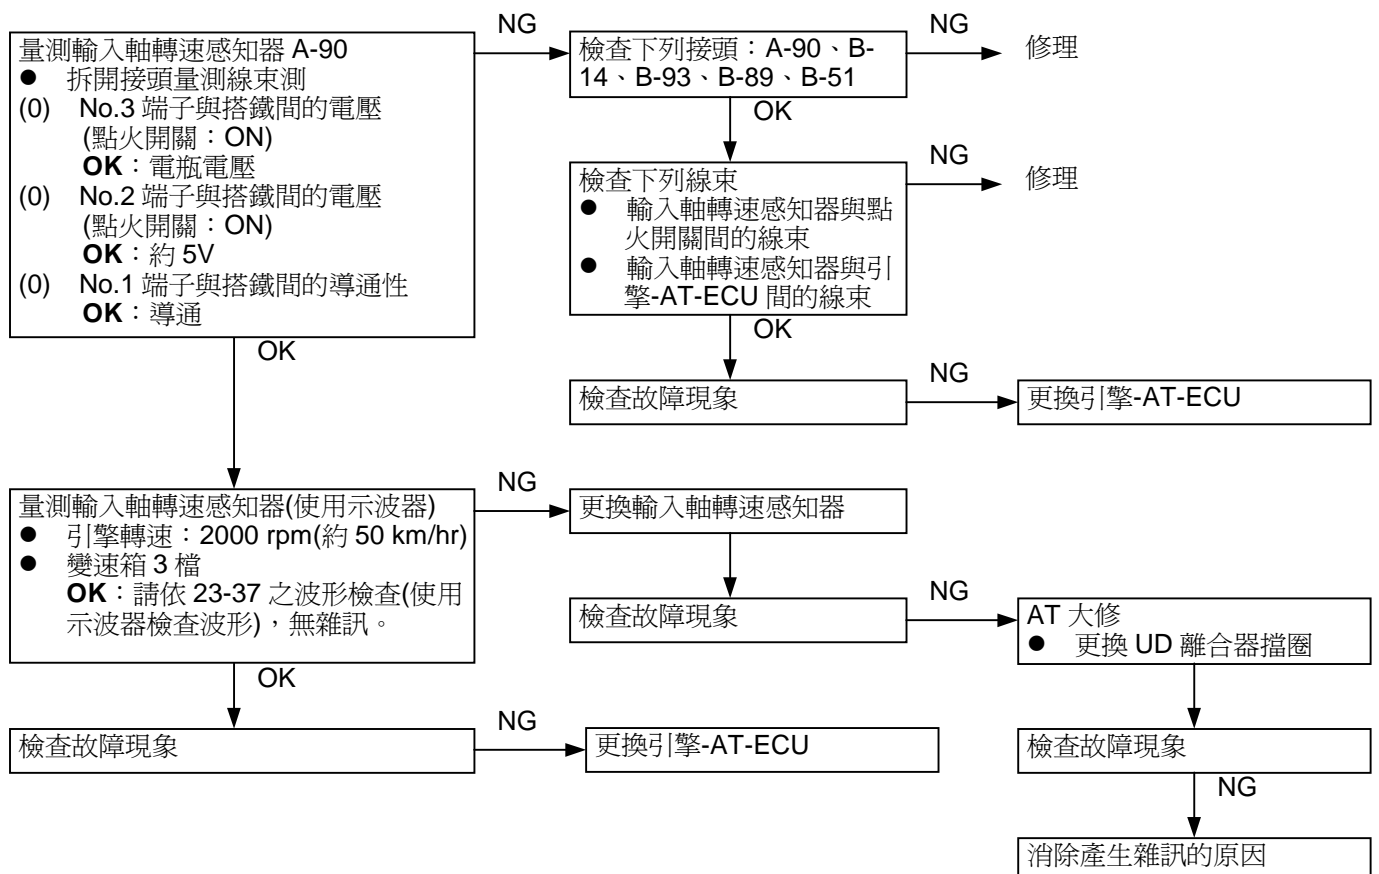 量測輸入軸轉速感知器 A-90
● 拆開接頭量測線束測
(0) No.3 端子與搭鐵間的電壓
(點火開關：ON)
OK：電瓶電壓
(0) No.2 端子與搭鐵間的電壓
(點火開關：ON)
OK：約 5V
(0) No.1 端子與搭鐵間的導通性
OK：導通
NG
檢查下列接頭：A-90、B-
14、B-93、B-89、B-51
NG
修理
OK
檢查下列線束
● 輸入軸轉速感知器與點
火開關間的線束
● 輸入軸轉速感知器與引
擎-AT-ECU 間的線束
NG
修理
OK
OK
檢查故障現象
NG
更換引擎-AT-ECU
量測輸入軸轉速感知器(使用示波器)
● 引擎轉速：2000 rpm(約 50 km/hr)
● 變速箱 3 檔
OK：請依 23-37 之波形檢查(使用
示波器檢查波形)，無雜訊。
NG
更換輸入軸轉速感知器
檢查故障現象
NG
AT 大修
● 更換 UD 離合器擋圈
OK
檢查故障現象
NG
更換引擎-AT-ECU
檢查故障現象
NG
消除產生雜訊的原因